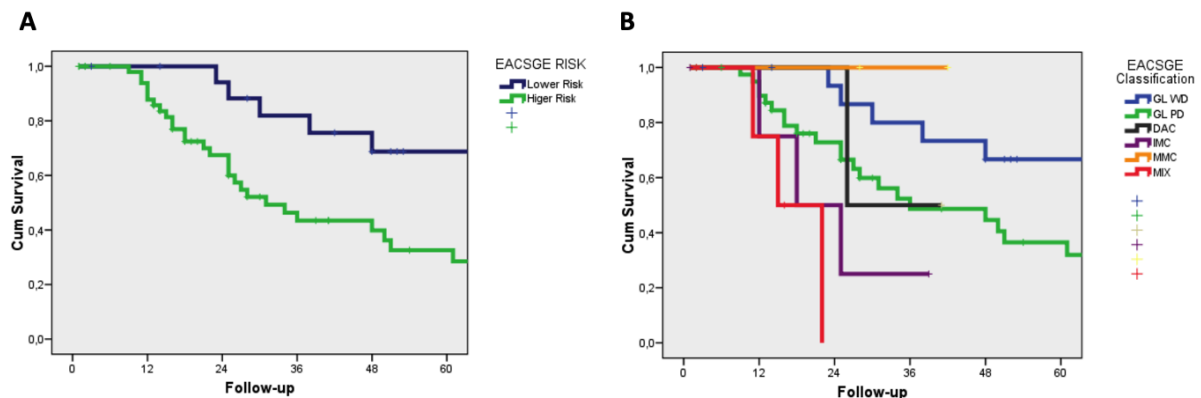 A
EACSGE RISK
Lower Risk
Higer Risk
Cum Survival
1,0
0,8
0,6
0,4
0,2
0,0
0
12
24
36
48
60
Follow-up
B
EACSGE
Classification
GL WD
GL PD
DAC
IMC
MMC
MIX
Cum Survival
1,0
0,8
0,6
0,4
0,2
0,0
0
12
24
36
48
60
Follow-up